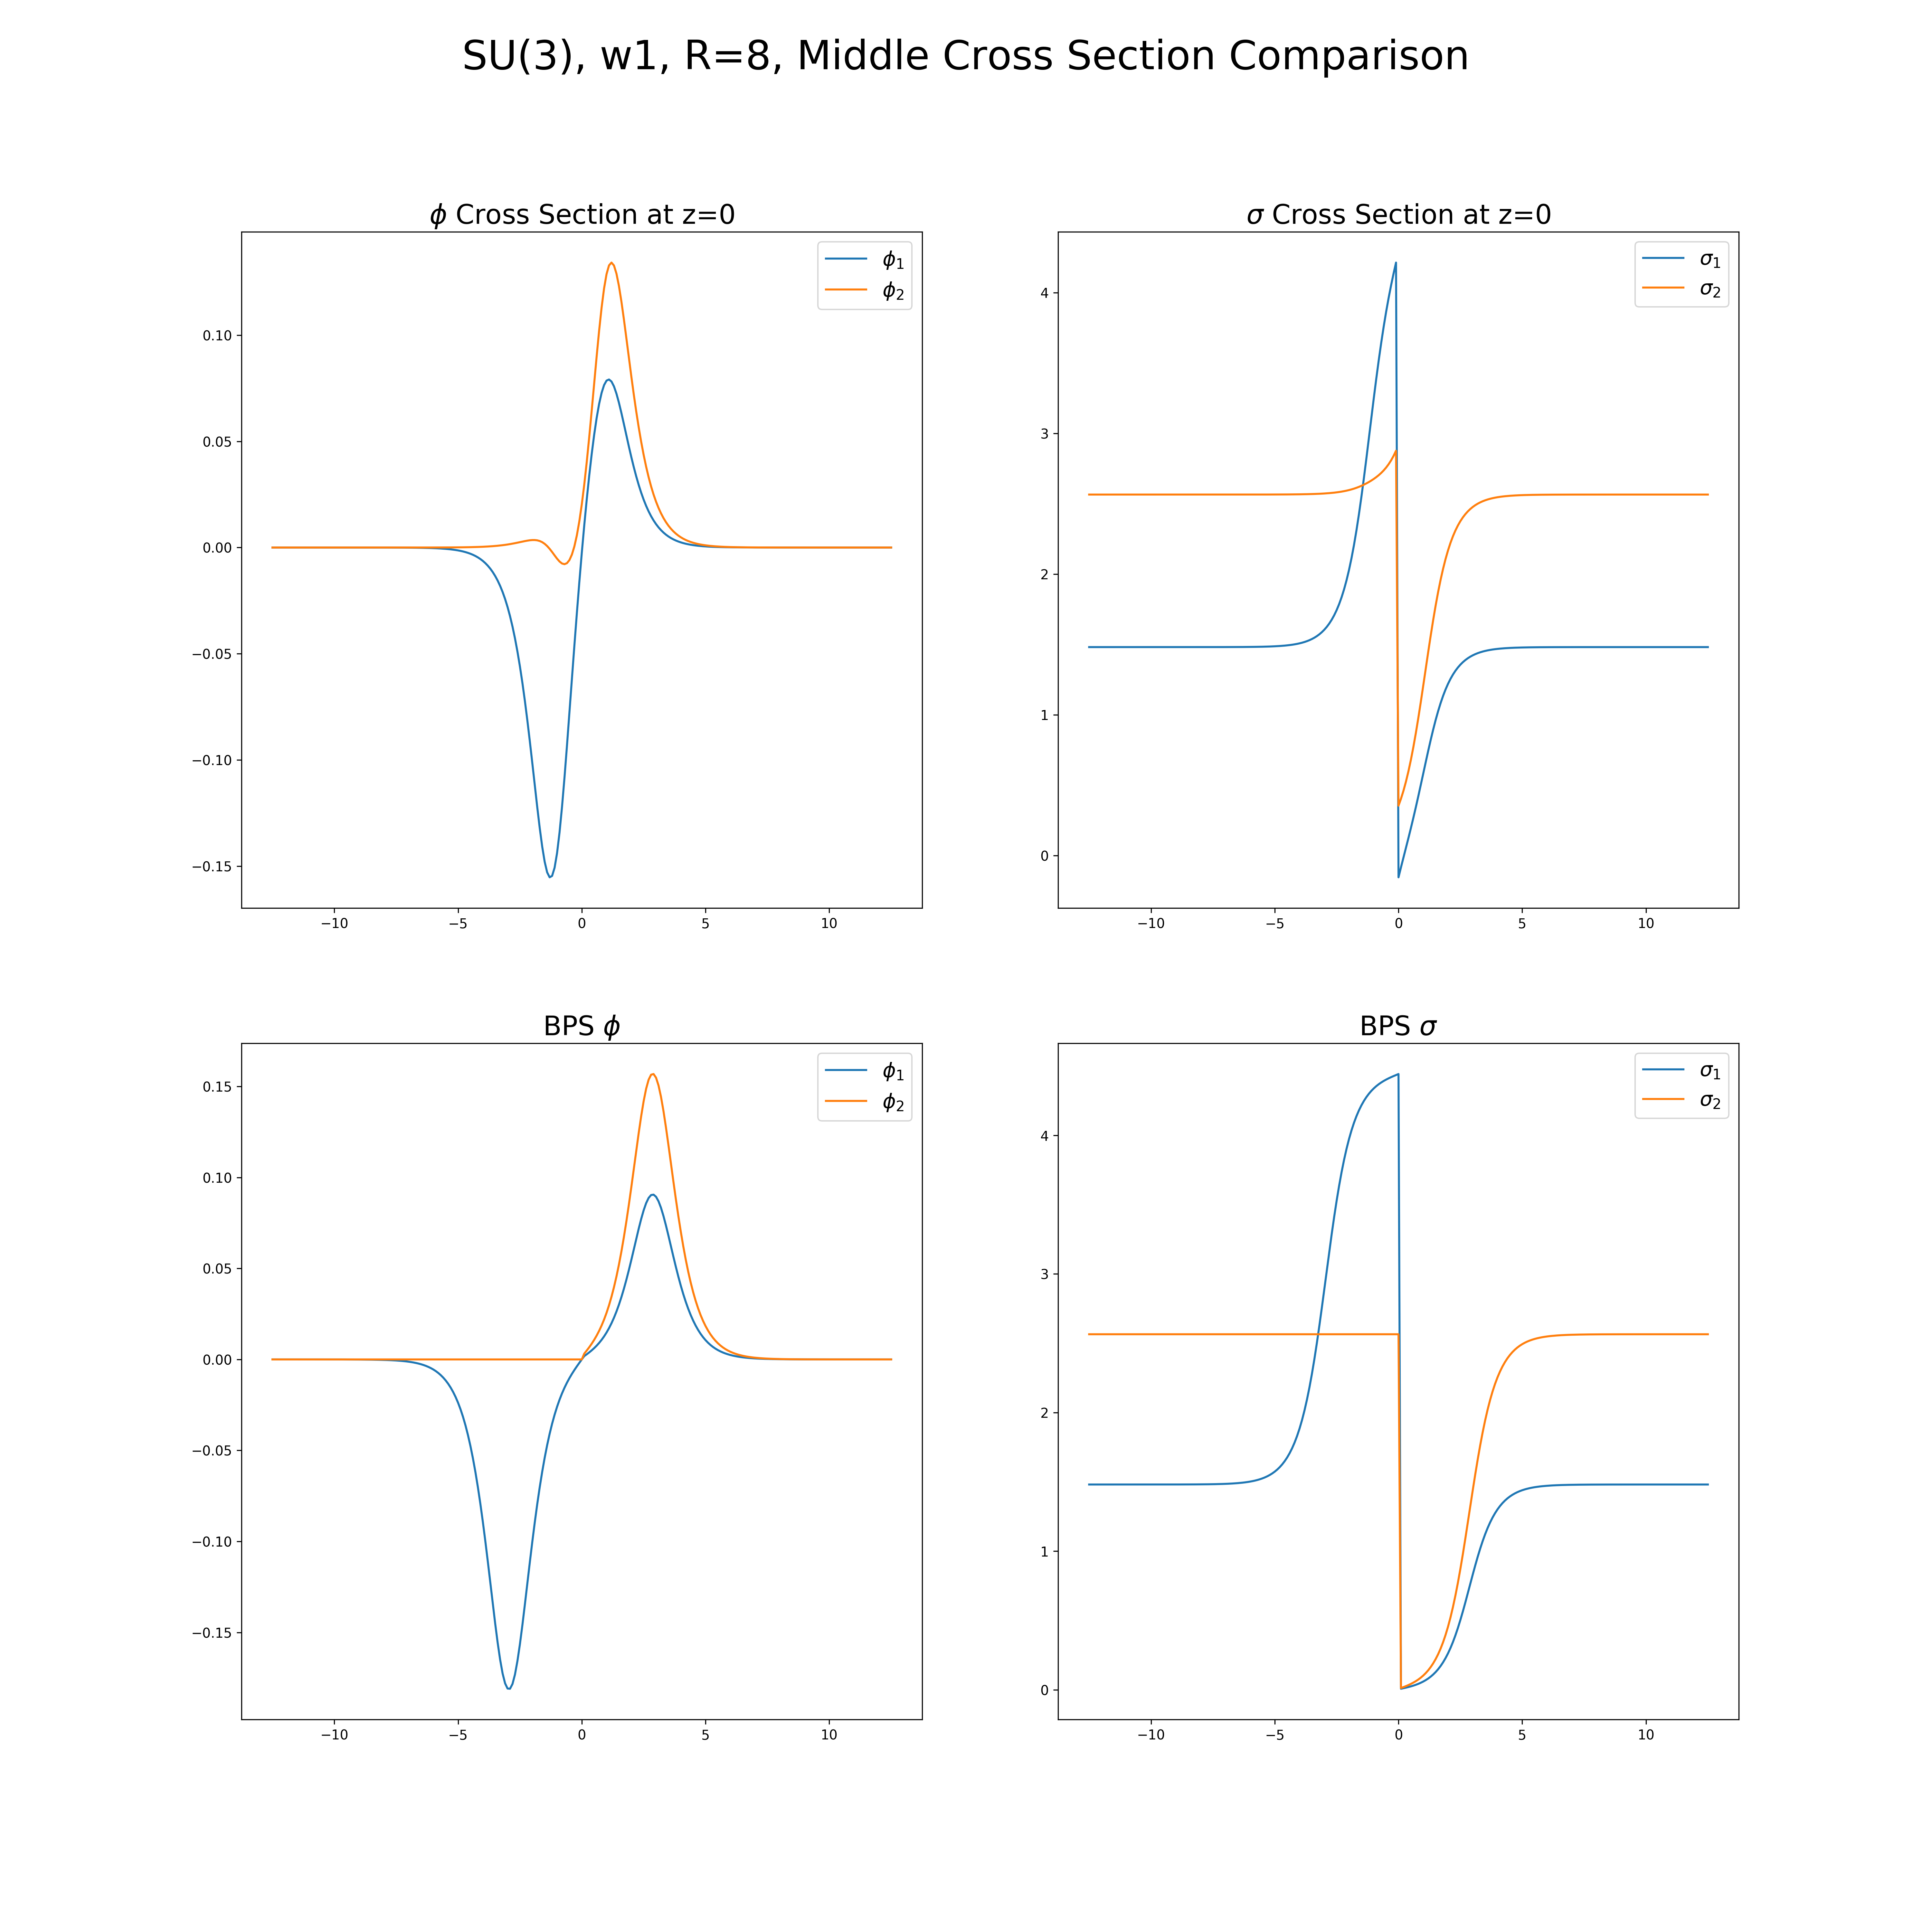 SU(3), w1, R=8, Middle Cross Section Comparison
ϕ Cross Section at z=0
ϕ₁
ϕ₂
0.10
0.05
0.00
−0.05
−0.10
−0.15
−10 −5 0 5 10
σ Cross Section at z=0
σ₁
σ₂
4
3
2
1
0
−10 −5 0 5 10
BPS ϕ
ϕ₁
ϕ₂
0.15
0.10
0.05
0.00
−0.05
−0.10
−0.15
−10 −5 0 5 10
BPS σ
σ₁
σ₂
4
3
2
1
0
−10 −5 0 5 10